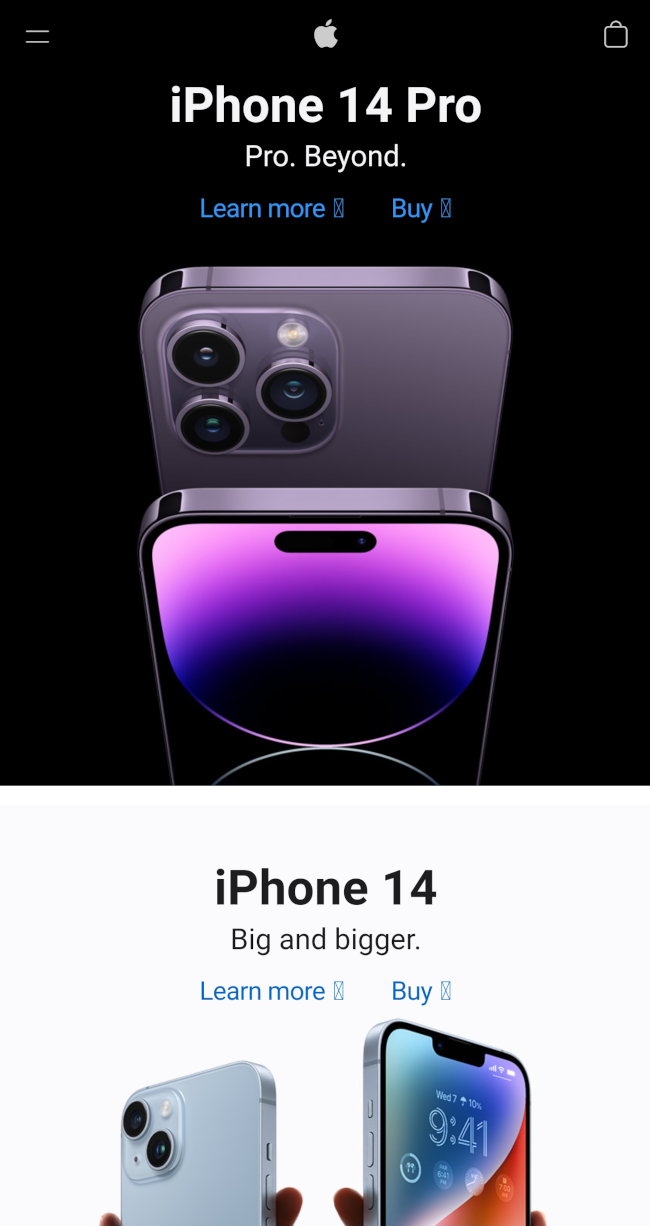 iPhone 14 Pro
Pro. Beyond.
Learn more Buy
iPhone 14
Big and bigger.
Learn more Buy
Wed 7 10%
9:41